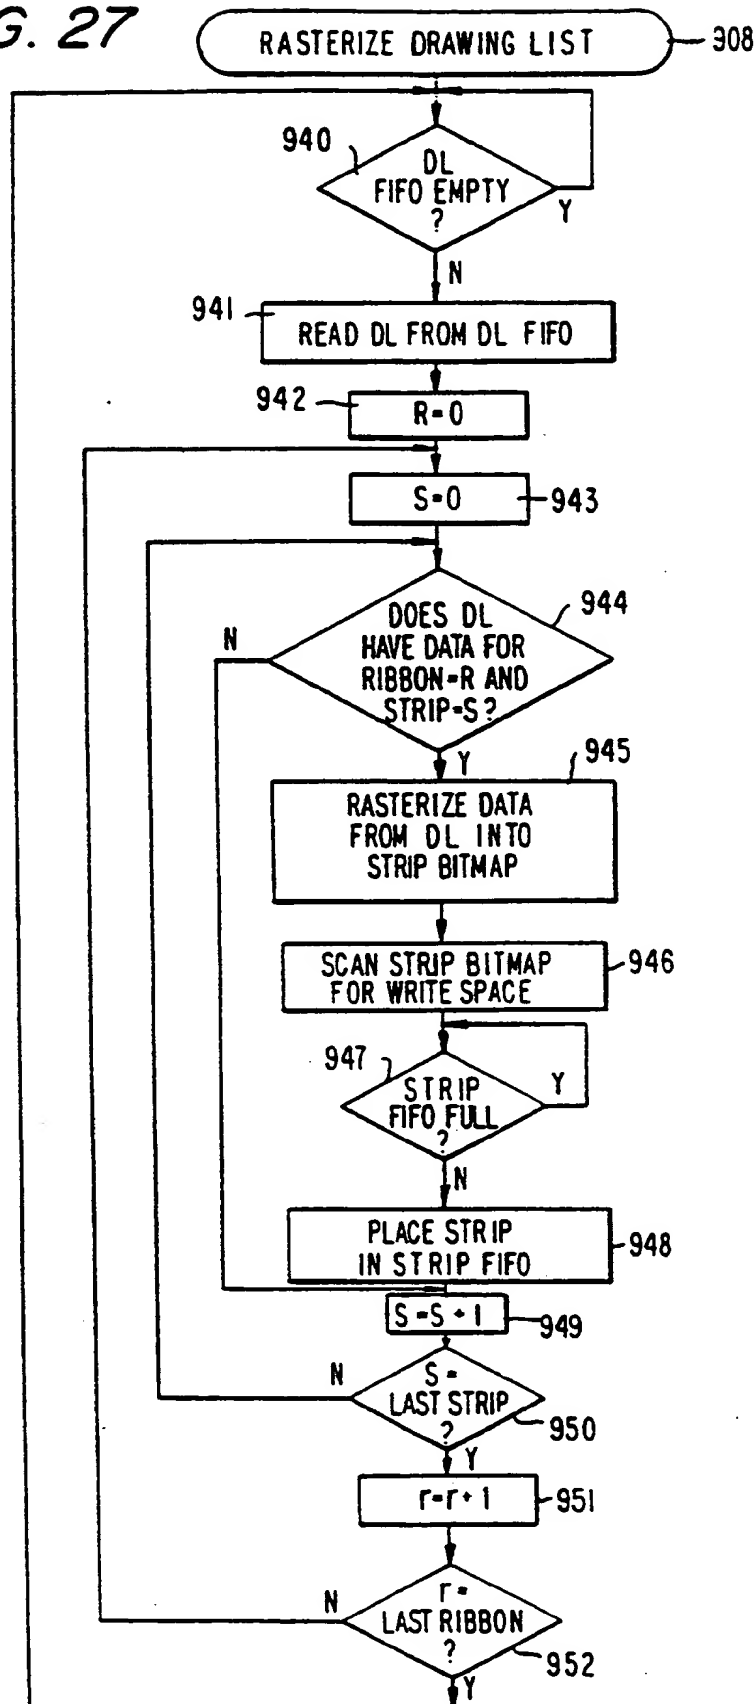 G. 27
RASTERIZE DRAWING LIST
908
940
DL
FIFO EMPTY
?
Y
N
941
READ DL FROM DL FIFO
942
R=0
S=0
943
944
DOES DL
HAVE DATA FOR
RIBBON=R AND
STRIP=S?
N
Y
945
RASTERIZE DATA
FROM DL INTO
STRIP BITMAP
SCAN STRIP BITMAP
FOR WRITE SPACE
946
947
STRIP
FIFO FULL
?
Y
N
PLACE STRIP
IN STRIP FIFO
948
S=S+1
949
N
S=
LAST STRIP
?
950
Y
r=r+1
951
N
r=
LAST RIBBON
?
952
Y